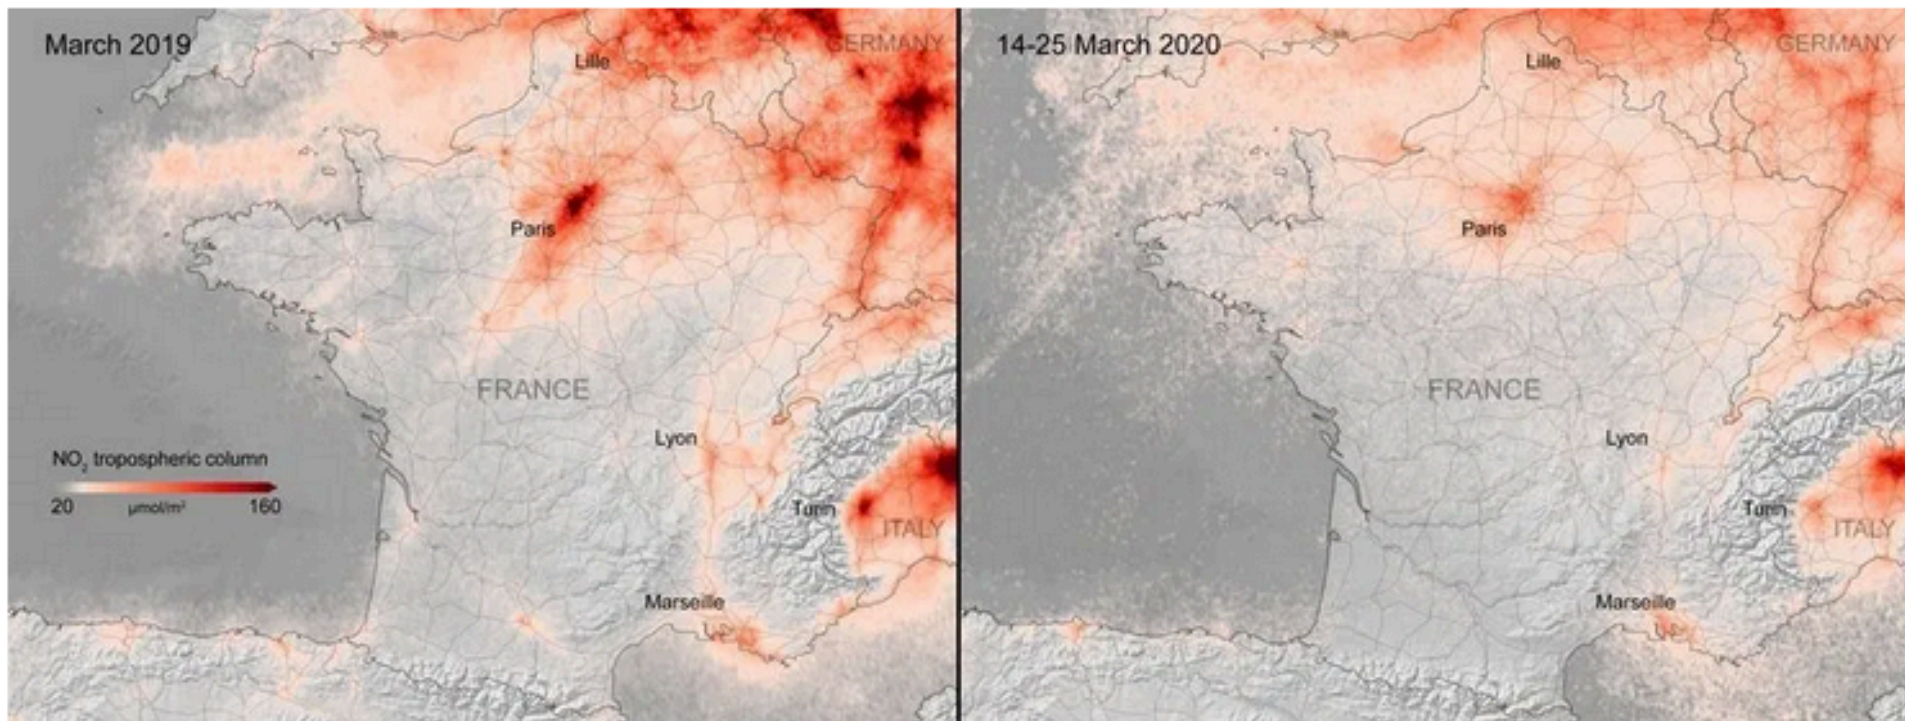 March 2019
GERMANY
Lille
Paris
FRANCE
Lyon
NO₂ tropospheric column
20 µmol/m² 160
Turin
ITALY
Marseille
14-25 March 2020
GERMANY
Lille
Paris
FRANCE
Lyon
Turin
ITALY
Marseille